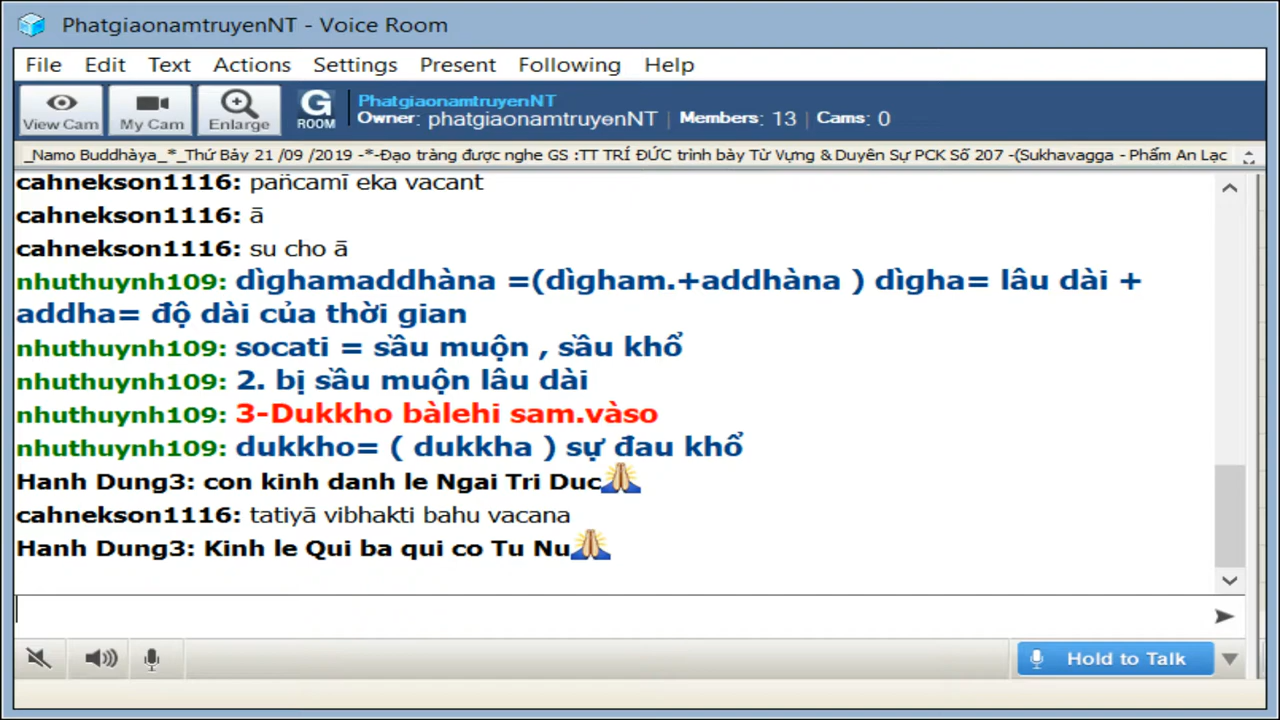 PhatgiaonamtruyenNT - Voice Room
File Edit Text Actions Settings Present Following Help
View Cam My Cam Enlarge G ROOM
PhatgiaonamtruyenNT
Owner: phatgiaonamtruyenNT | Members: 13 | Cams: 0
_Namo Buddhàya_*_Thứ Bảy 21 /09 /2019 -*-Đạo tràng được nghe GS :TT TRÍ ĐỨC trình bày Từ Vựng & Duyên Sự PCK Số 207 -(Sukhavagga - Phẩm An Lạc
cahnekson1116: pañcamī eka vacant
cahnekson1116: ā
cahnekson1116: su cho ā
nhuthuynh109: dìghamaddhàna =(dìgham.+addhàna ) dìgha= lâu dài +
addha= độ dài của thời gian
nhuthuynh109: socati = sầu muộn , sầu khổ
nhuthuynh109: 2. bị sầu muộn lâu dài
nhuthuynh109: 3-Dukkho bàlehi sam.vàso
nhuthuynh109: dukkho= ( dukkha ) sự đau khổ
Hanh Dung3: con kinh danh le Ngai Tri Duc
cahnekson1116: tatiyā vibhakti bahu vacana
Hanh Dung3: Kinh le Qui ba qui co Tu Nu
Hold to Talk